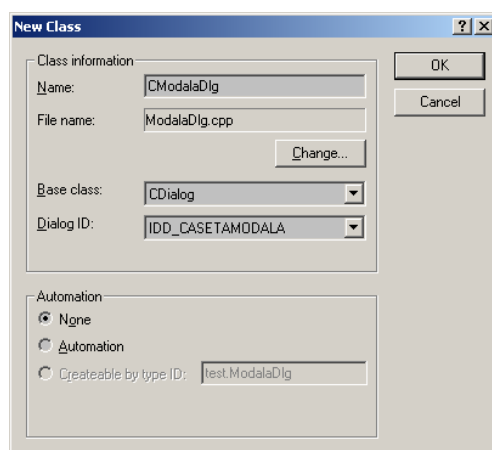 New Class
Class information
OK
Name: CModalaDlg
Cancel
File name: ModalaDlg.cpp
Change...
Base class: CDialog
Dialog ID: IDD_CASETAMODALA
Automation
None
Automation
Createable by type ID: test.ModalaDlg